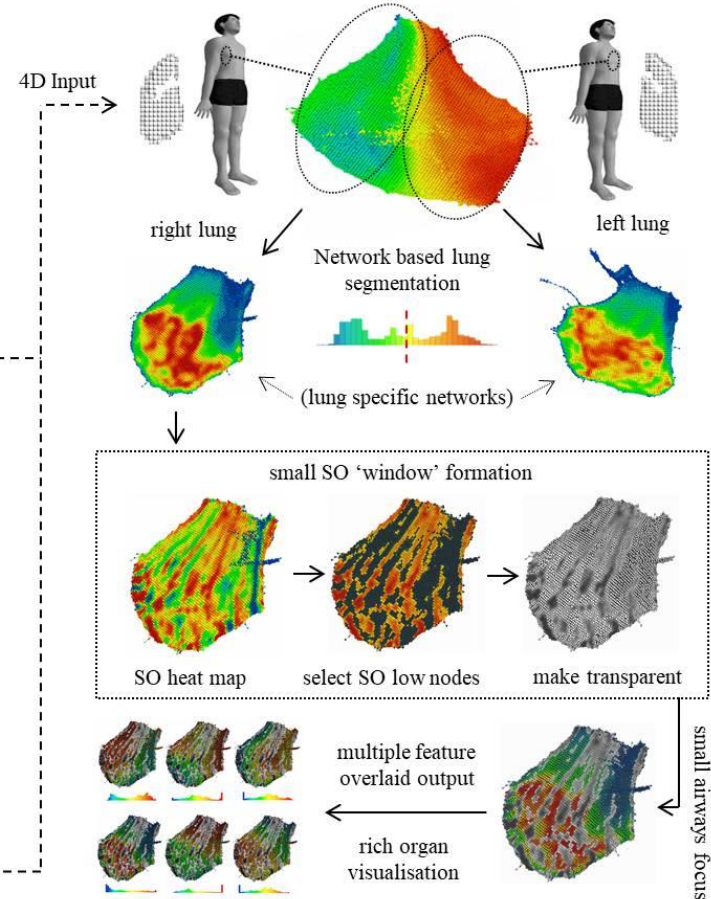 4D Input
right lung
left lung
Network based lung
segmentation
(lung specific networks)
small SO ‘window’ formation
SO heat map
select SO low nodes
make transparent
small airways focus
multiple feature
overlaid output
rich organ
visualisation